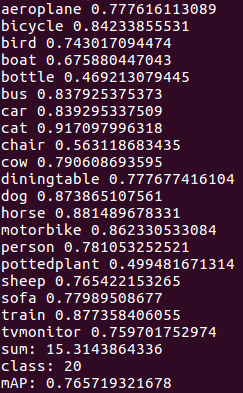 aeroplane 0.777616113089
bicycle 0.84233855531
bird 0.743017094474
boat 0.675880447043
bottle 0.469213079445
bus 0.837925375373
car 0.839295337509
cat 0.917097996318
chair 0.563118683435
cow 0.790608693595
diningtable 0.777677416104
dog 0.873865107561
horse 0.881489678331
motorbike 0.862330533084
person 0.781053252521
pottedplant 0.499481671314
sheep 0.765422153265
sofa 0.77989508677
train 0.877358406055
tvmonitor 0.759701752974
sum: 15.3143864336
class: 20
mAP: 0.765719321678